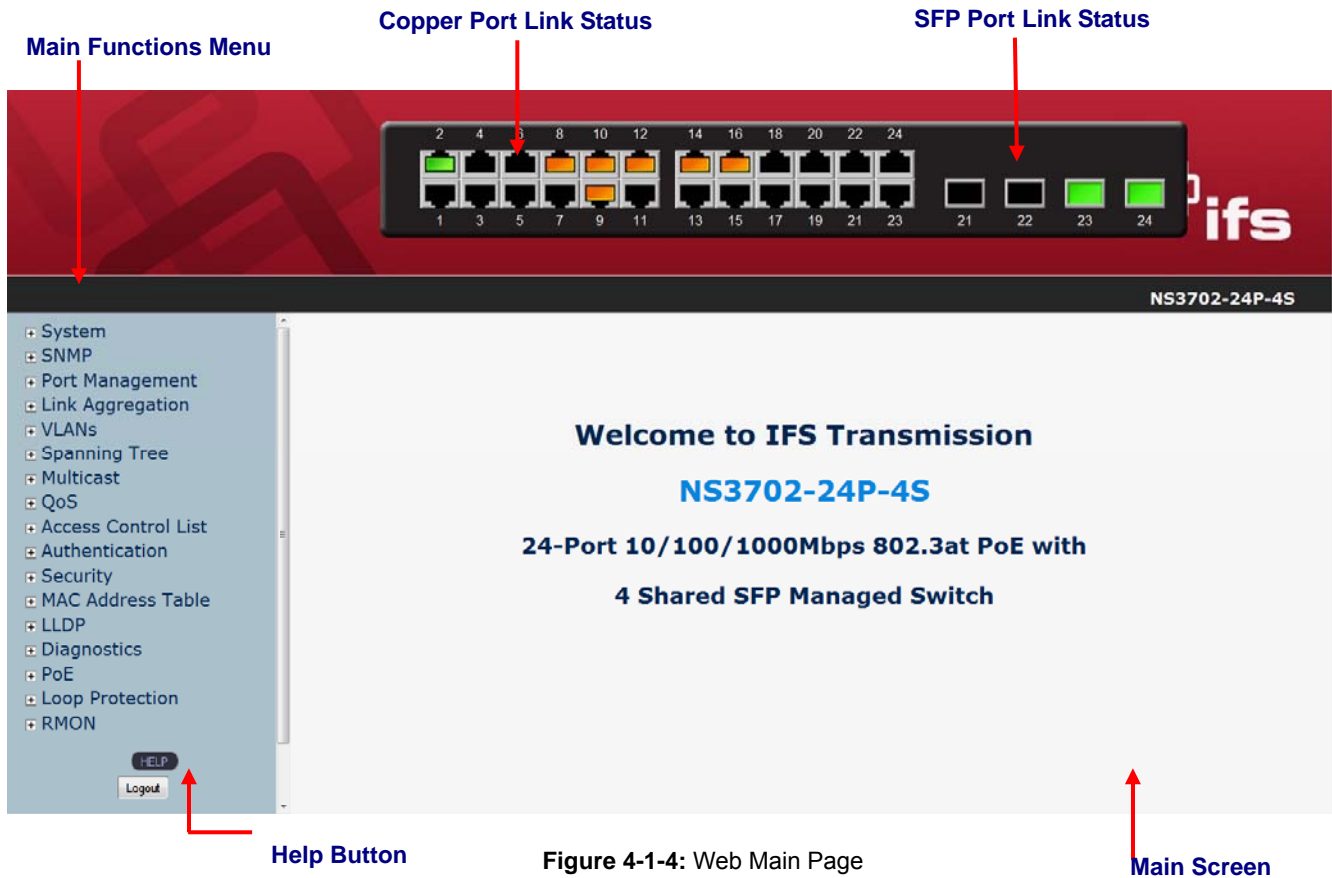 Copper Port Link Status
SFP Port Link Status
Main Functions Menu
2 4 6 8 10 12 14 16 18 20 22 24
1 3 5 7 9 11 13 15 17 19 21 23 21 22 23 24
ifs
NS3702-24P-4S
System
SNMP
Port Management
Link Aggregation
VLANs
Spanning Tree
Multicast
QoS
Access Control List
Authentication
Security
MAC Address Table
LLDP
Diagnostics
PoE
Loop Protection
RMON
HELP
Logout
Welcome to IFS Transmission
NS3702-24P-4S
24-Port 10/100/1000Mbps 802.3at PoE with
4 Shared SFP Managed Switch
Help Button
Figure 4-1-4: Web Main Page
Main Screen